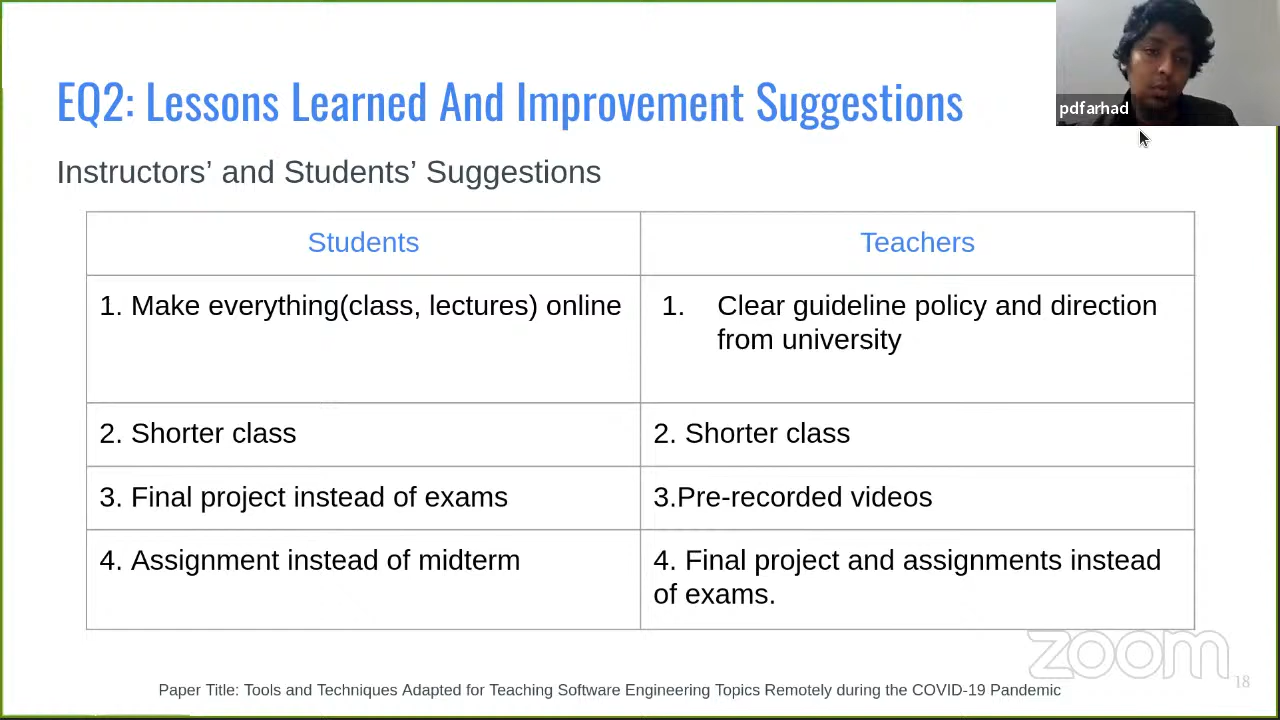 EQ2: Lessons Learned And Improvement Suggestions
pdfarhad
Instructors’ and Students’ Suggestions
Students
Teachers
1. Make everything(class, lectures) online
1. Clear guideline policy and direction
from university
2. Shorter class
2. Shorter class
3. Final project instead of exams
3.Pre-recorded videos
4. Assignment instead of midterm
4. Final project and assignments instead
of exams.
zoom
18
Paper Title: Tools and Techniques Adapted for Teaching Software Engineering Topics Remotely during the COVID-19 Pandemic